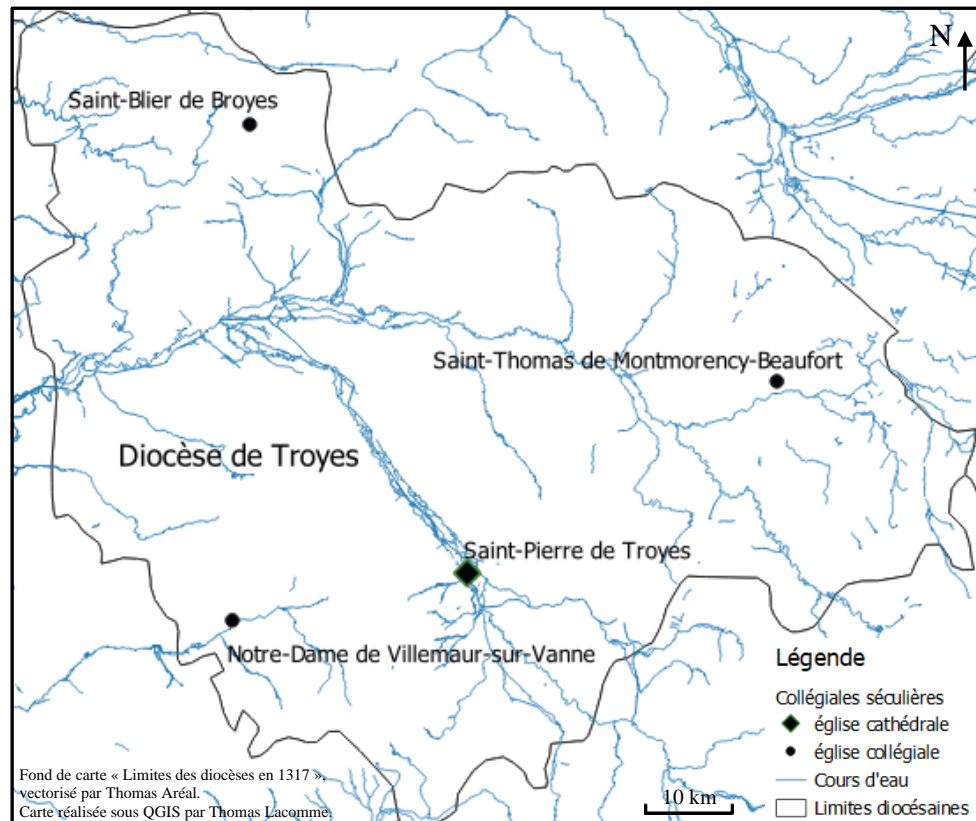 N
Saint-Blier de Broyes
Saint-Thomas de Montmorency-Beaufort
Diocèse de Troyes
Saint-Pierre de Troyes
Notre-Dame de Villemaur-sur-Vanne
Légende
Collégiales séculières
église cathédrale
église collégiale
Cours d'eau
Limites diocésaines
10 km
Fond de carte « Limites des diocèses en 1317 »,
vectorisé par Thomas Aréal.
Carte réalisée sous QGIS par Thomas Lacomme.